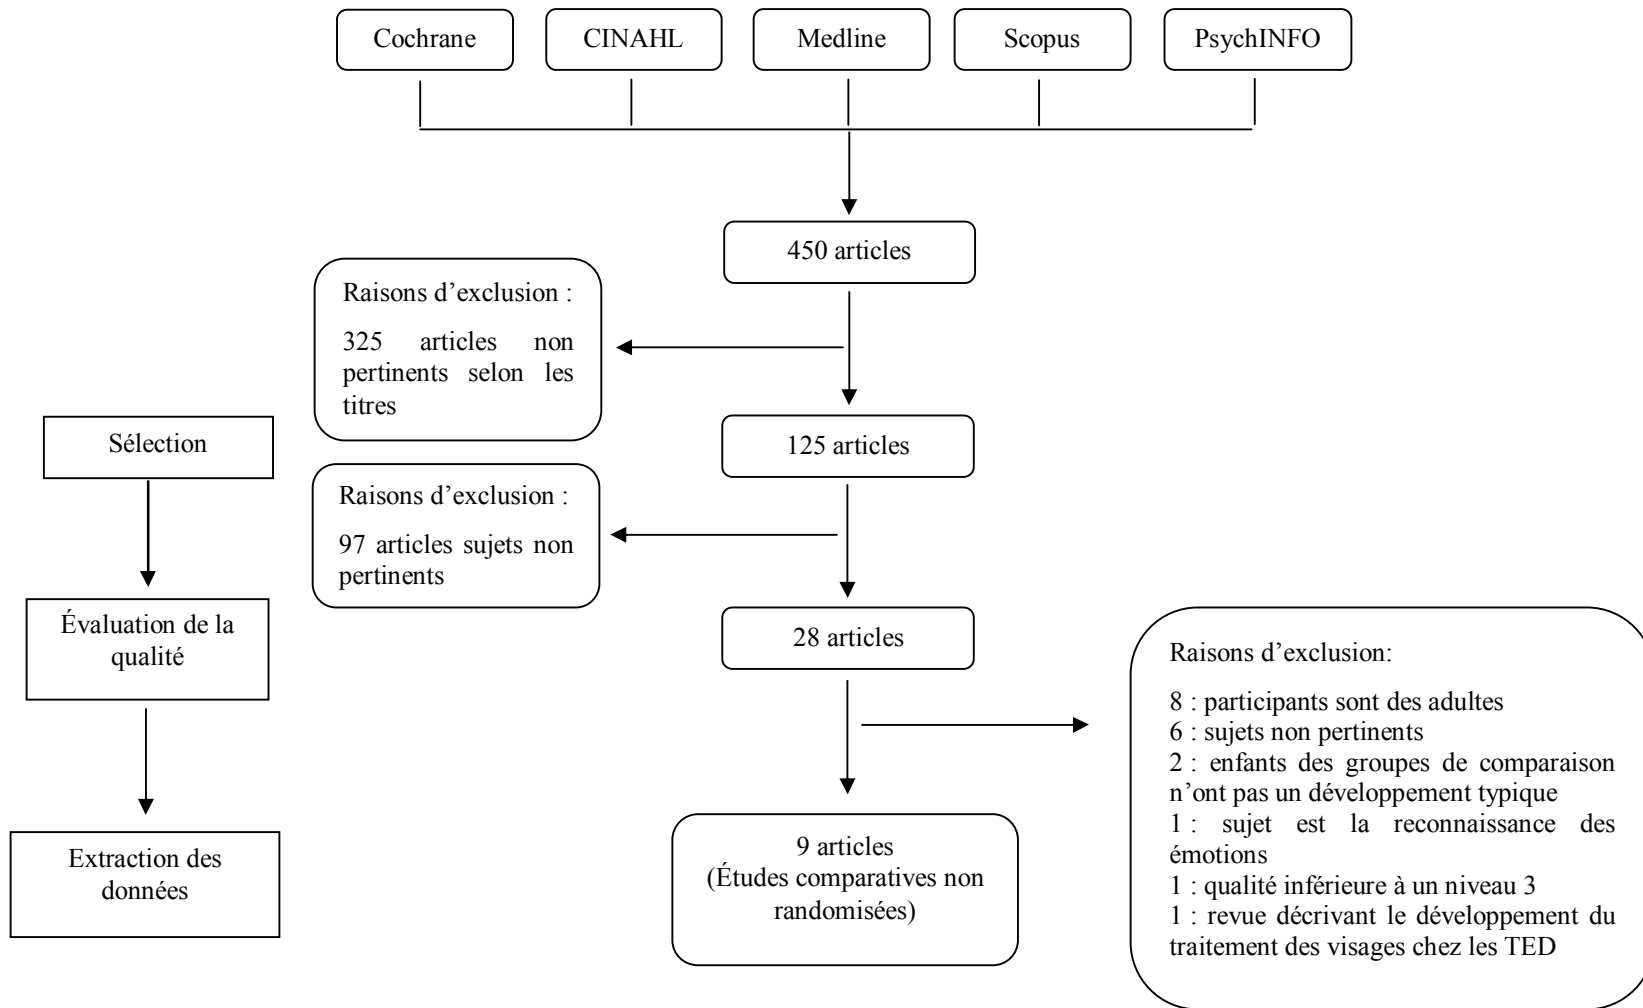 Cochrane
CINAHL
Medline
Scopus
PsychINFO
450 articles
Raisons d’exclusion :
325 articles non
pertinents selon les
titres
125 articles
Sélection
Raisons d’exclusion :
97 articles sujets non
pertinents
28 articles
Évaluation de la
qualité
Raisons d’exclusion:
8 : participants sont des adultes
6 : sujets non pertinents
2 : enfants des groupes de comparaison
n’ont pas un développement typique
1 : sujet est la reconnaissance des
émotions
1 : qualité inférieure à un niveau 3
1 : revue décrivant le développement du
traitement des visages chez les TED
9 articles
(Études comparatives non
randomisées)
Extraction des
données